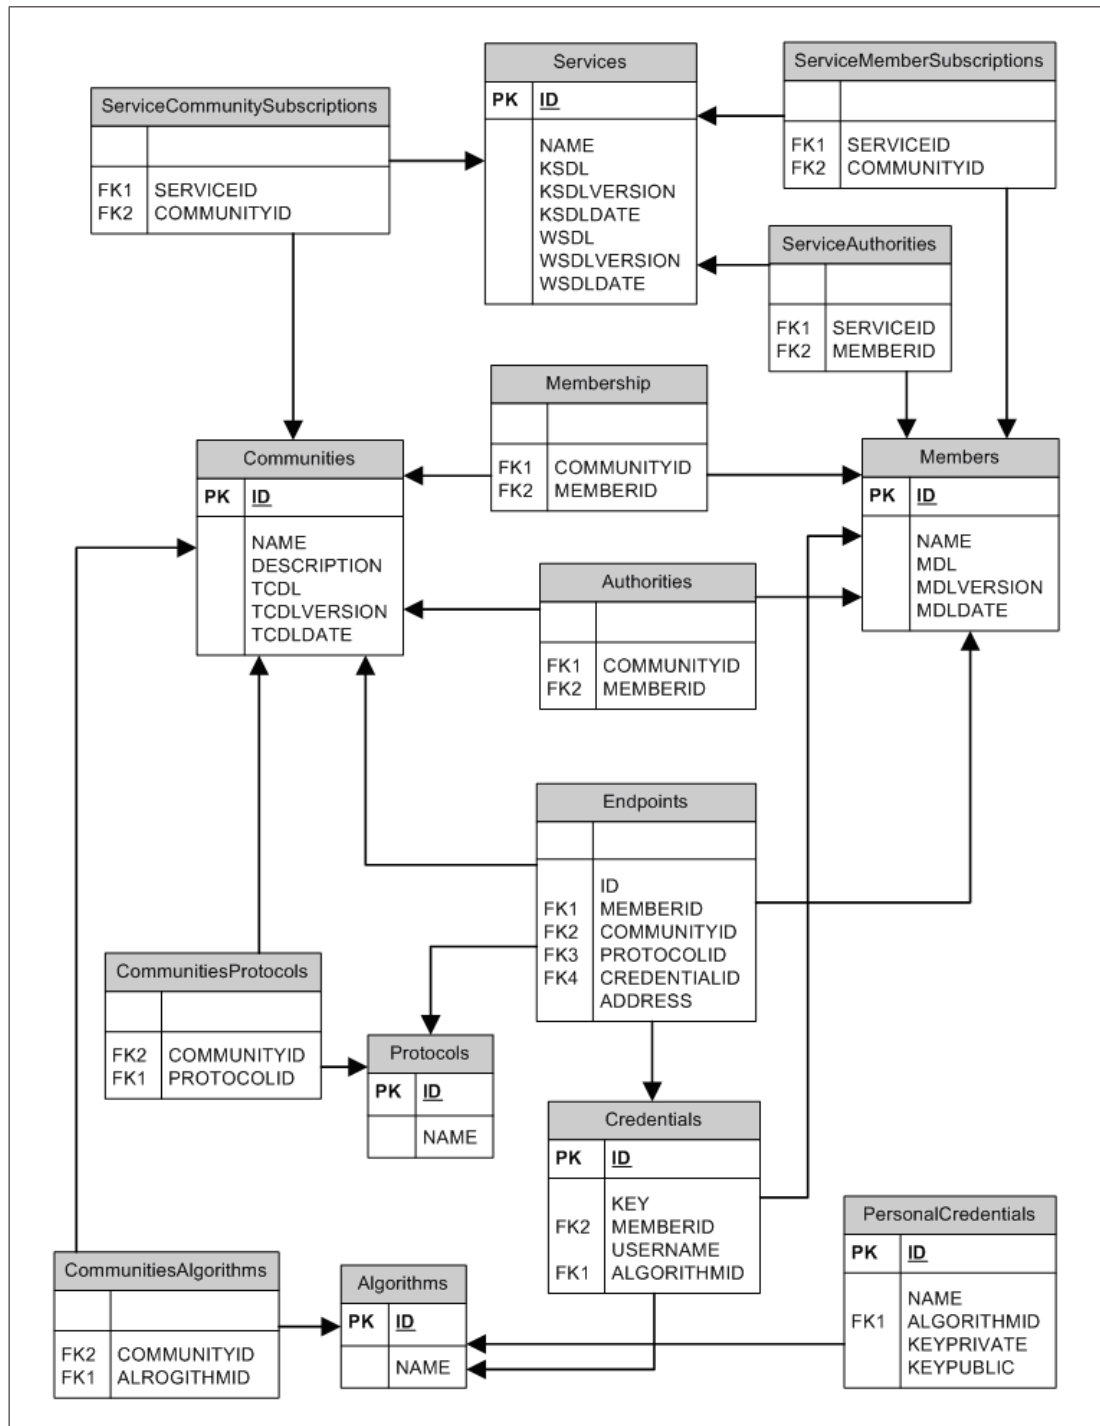 Services
PK ID
NAME
KSDL
KSDLVERSION
KSDLDATE
WSDL
WSDLVERSION
WSDLDATE
ServiceMemberSubscriptions
FK1 SERVICEID
FK2 COMMUNITYID
ServiceCommunitySubscriptions
FK1 SERVICEID
FK2 COMMUNITYID
ServiceAuthorities
FK1 SERVICEID
FK2 MEMBERID
Membership
FK1 COMMUNITYID
FK2 MEMBERID
Communities
PK ID
NAME
DESCRIPTION
TCDL
TCDLVERSION
TCDLDATE
Members
PK ID
NAME
MDL
MDLVERSION
MDLDATE
Authorities
FK1 COMMUNITYID
FK2 MEMBERID
Endpoints
ID
FK1 MEMBERID
FK2 COMMUNITYID
FK3 PROTOCOLID
FK4 CREDENTIALID
ADDRESS
CommunitiesProtocols
FK2 COMMUNITYID
FK1 PROTOCOLID
Protocols
PK ID
NAME
Credentials
PK ID
KEY
FK2 MEMBERID
USERNAME
FK1 ALGORITHMID
PersonalCredentials
PK ID
NAME
FK1 ALGORITHMID
KEYPRIVATE
KEYPUBLIC
CommunitiesAlgorithms
FK2 COMMUNITYID
FK1 ALROGITHMID
Algorithms
PK ID
NAME